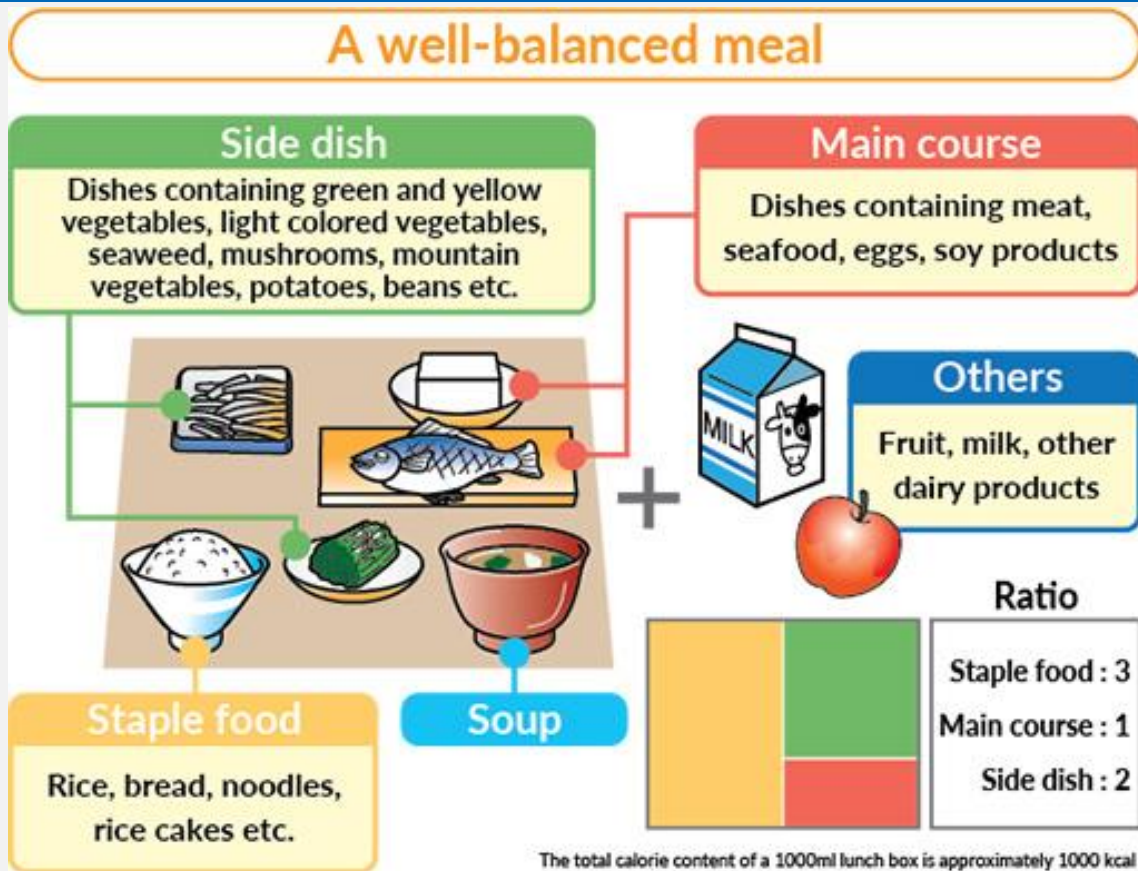 A well-balanced meal
Side dish
Dishes containing green and yellow
vegetables, light colored vegetables,
seaweed, mushrooms, mountain
vegetables, potatoes, beans etc.
Main course
Dishes containing meat,
seafood, eggs, soy products
MILK
Others
Fruit, milk, other
dairy products
Staple food
Rice, bread, noodles,
rice cakes etc.
Soup
Ratio
Staple food : 3
Main course : 1
Side dish : 2
The total calorie content of a 1000ml lunch box is approximately 1000 kcal